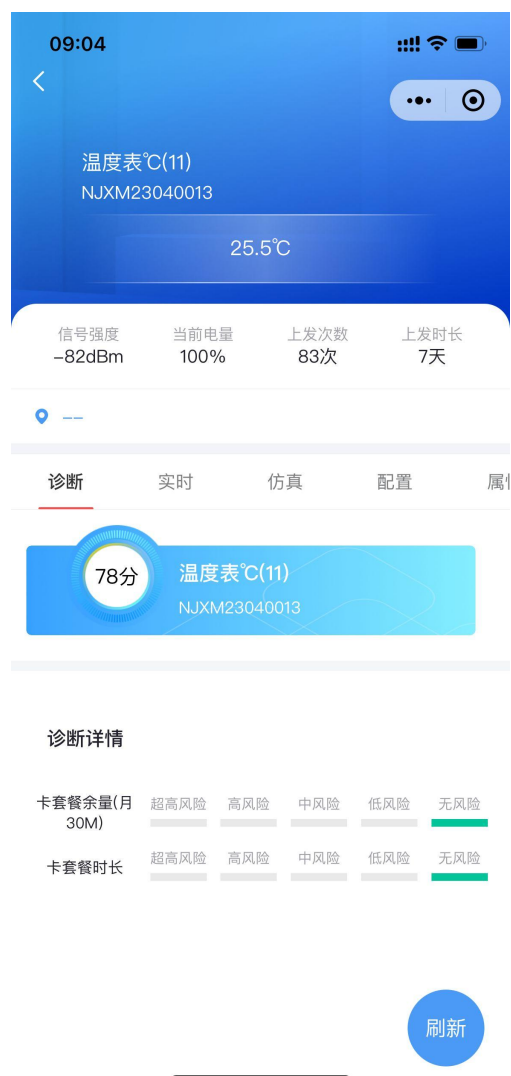 09:04
温度表℃(11)
NJXM23040013
25.5℃
信号强度 当前电量 上发次数 上发时长
-82dBm 100% 83次 7天
--
诊断 实时 仿真 配置
78分 温度表℃(11)
NJXM23040013
诊断详情
卡套餐余量(月 超高风险 高风险 中风险 低风险 无风险
30M)
卡套餐时长 超高风险 高风险 中风险 低风险 无风险
刷新